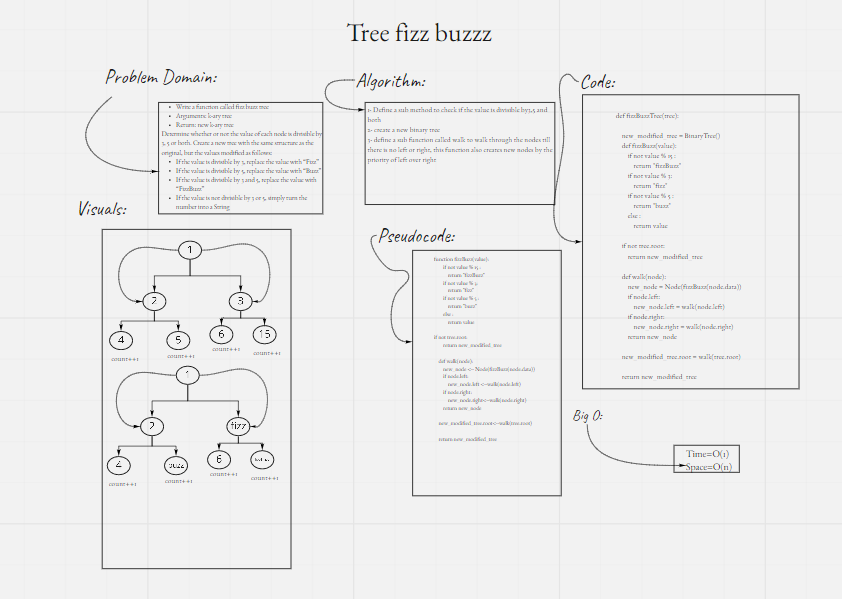 Tree fizz buzzz
Problem Domain:
• Write a function called fizz buzz tree
• Arguments: k-ary tree
• Return: new k-ary tree
Determine whether or not the value of each node is divisible by
3, 5 or both. Create a new tree with the same structure as the
original, but the values modified as follows:
• If the value is divisible by 3, replace the value with “Fizz”
• If the value is divisible by 5, replace the value with “Buzz”
• If the value is divisible by 3 and 5, replace the value with
“FizzBuzz”
• If the value is not divisible by 3 or 5, simply turn the
number into a String
Visuals:
1
2
3
4
5
6
15
count++1
count++1
count++1
count++1
1
2
fizz
4
buzz
6
count++1
count++1
count++1
count++1
Algorithm:
1- Define a sub method to check if the value is divisible by3,5 and
both
2- create a new binary tree
3- define a sub function called walk to walk through the nodes till
there is no left or right, this function also creates new nodes by the
priority of left over right
Pseudocode:
function fizzBuzz(value):
if not value % 15 :
return "fizzBuzz"
if not value % 3:
return "fizz"
if not value % 5 :
return "buzz"
else :
return value
if not tree.root:
return new_modified_tree
def walk(node):
new_node <- Node(fizzBuzz(node.data))
if node.left:
new_node.left <-walk(node.left)
if node.right:
new_node.right<-walk(node.right)
return new_node
new_modified_tree.root<-walk(tree.root)
return new_modified_tree
Code:
def fizzBuzzTree(tree):
new_modified_tree = BinaryTree()
def fizzBuzz(value):
if not value % 15 :
return "fizzBuzz"
if not value % 3:
return "fizz"
if not value % 5 :
return "buzz"
else :
return value
if not tree.root:
return new_modified_tree
def walk(node):
new_node = Node(fizzBuzz(node.data))
if node.left:
new_node.left = walk(node.left)
if node.right:
new_node.right = walk(node.right)
return new_node
new_modified_tree.root = walk(tree.root)
return new_modified_tree
Big O:
Time=O(1)
Space=O(n)